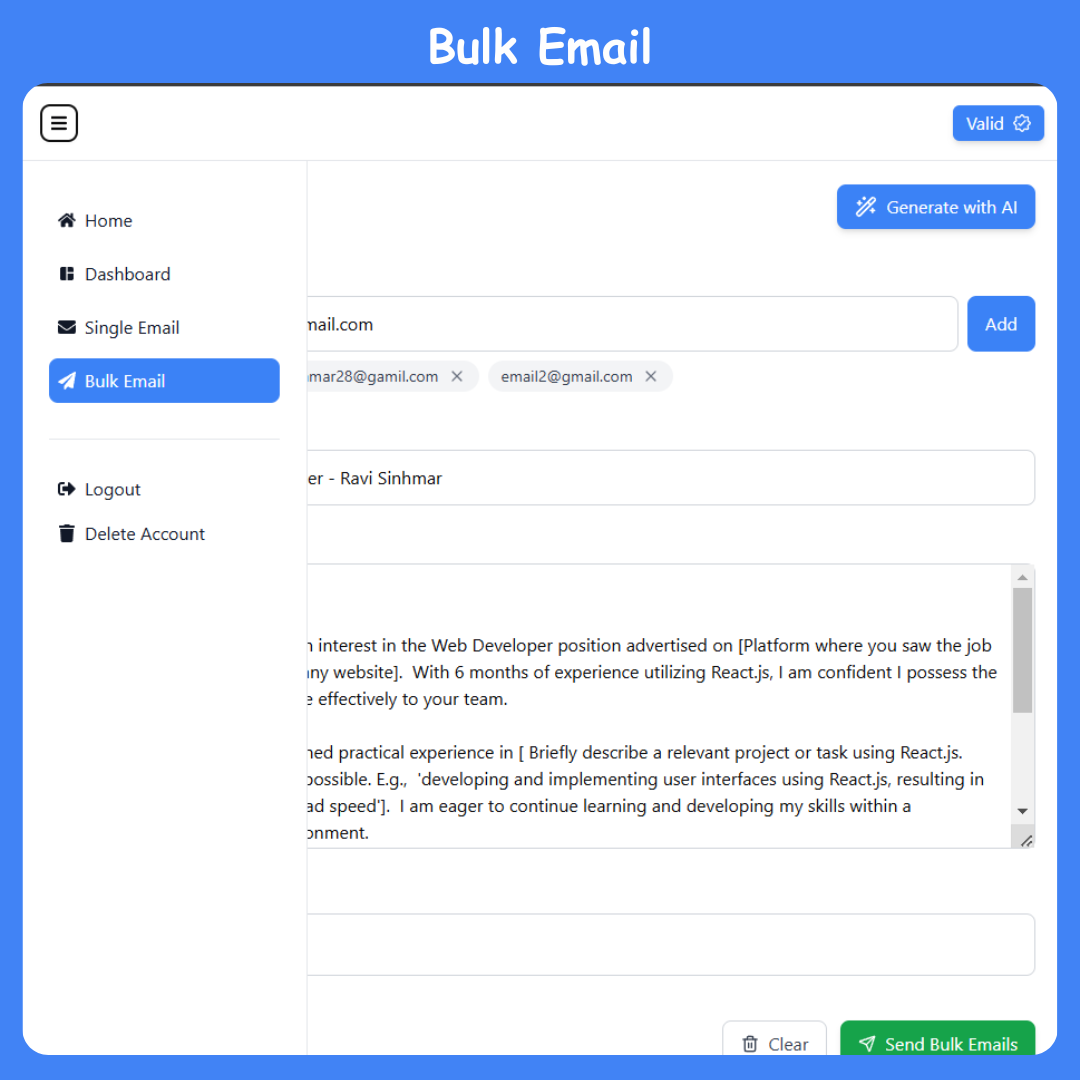 Bulk Email
Valid
Generate with AI
Home
Dashboard
Single Email
Bulk Email
Logout
Delete Account
mail.com
Add
mar28@gamil.com
email2@gmail.com
er - Ravi Sinhmar
interest in the Web Developer position advertised on [Platform where you saw the job
ny website]. With 6 months of experience utilizing React.js, I am confident I possess the
e effectively to your team.
ned practical experience in [ Briefly describe a relevant project or task using React.js.
possible. E.g., 'developing and implementing user interfaces using React.js, resulting in
ad speed']. I am eager to continue learning and developing my skills within a
onment.
Clear
Send Bulk Emails